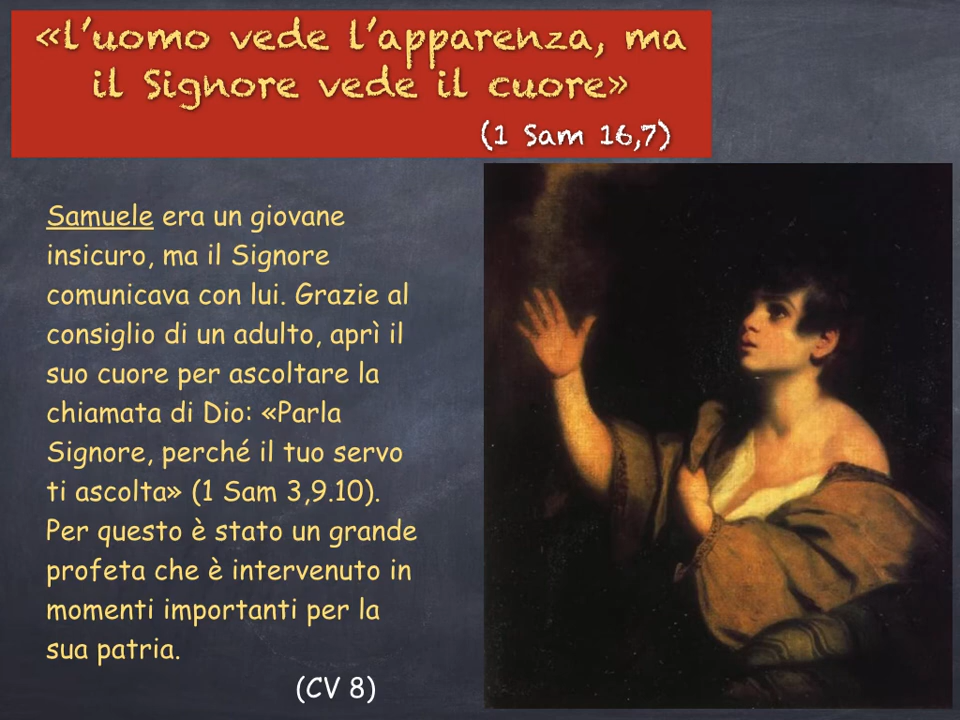 «l’uomo vede l’apparenza, ma
il Signore vede il cuore»
(1 Sam 16,7)
Samuele era un giovane
insicuro, ma il Signore
comunicava con lui. Grazie al
consiglio di un adulto, aprì il
suo cuore per ascoltare la
chiamata di Dio: «Parla
Signore, perché il tuo servo
ti ascolta» (1 Sam 3,9.10).
Per questo è stato un grande
profeta che è intervenuto in
momenti importanti per la
sua patria.
(CV 8)